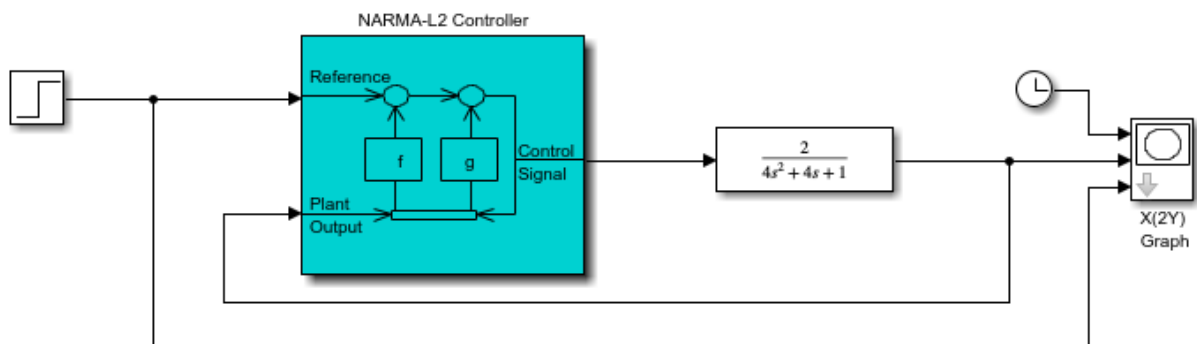 NARMA-L2 Controller
Reference
f
g
Control
Signal
Plant
Output
2
4s² + 4s + 1
X(2Y)
Graph